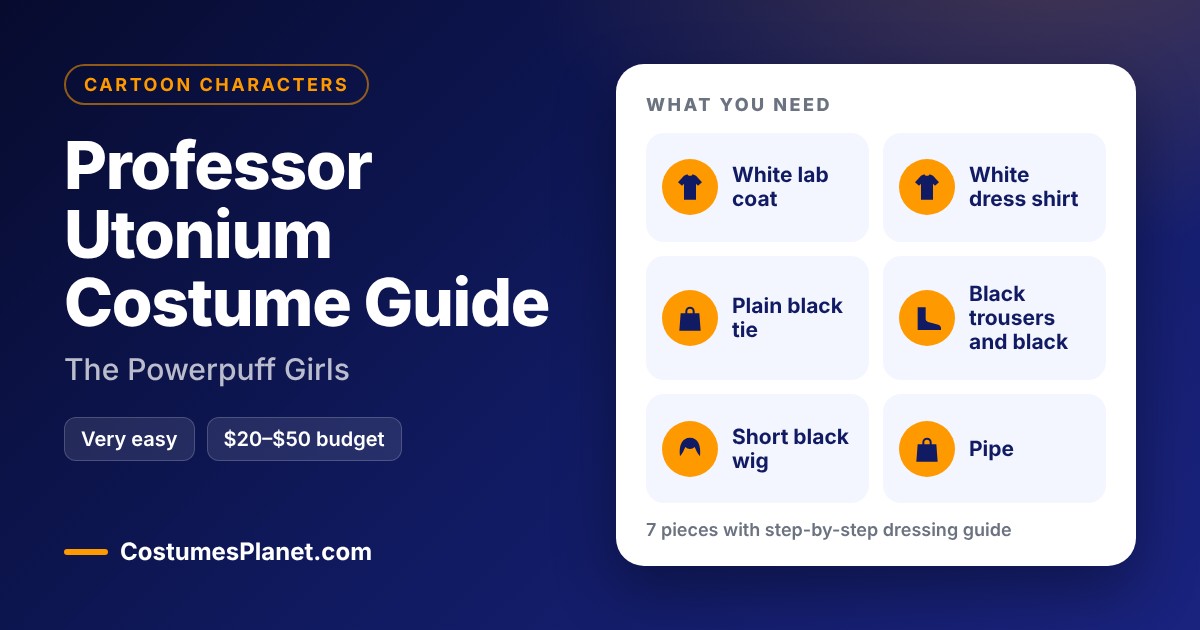 CARTOON CHARACTERS
Professor
Utonium
Costume Guide
The Powerpuff Girls
Very easy
$20–$50 budget
CostumesPlanet.com
WHAT YOU NEED
White lab
coat
White
dress shirt
Plain black
tie
Black
trousers
and black
Short black
wig
Pipe
7 pieces with step-by-step dressing guide